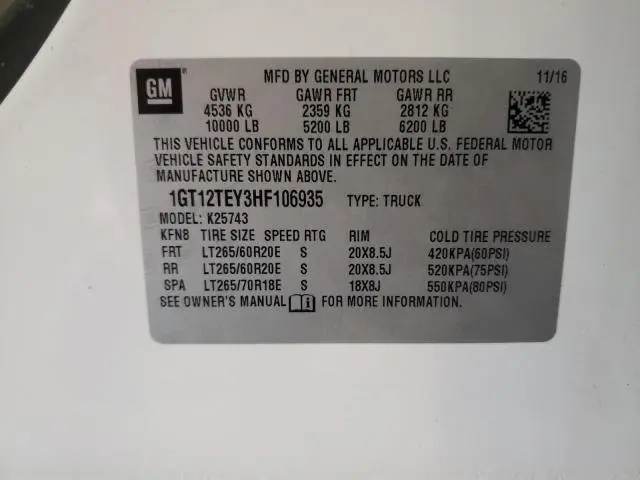 GM ® MFD BY GENERAL MOTORS LLC 11/16
GVWR GAWR FRT GAWR RR
4536 KG 2359 KG 2812 KG
10000 LB 5200 LB 6200 LB
THIS VEHICLE CONFORMS TO ALL APPLICABLE U.S. FEDERAL MOTOR
VEHICLE SAFETY STANDARDS IN EFFECT ON THE DATE OF
MANUFACTURE SHOWN ABOVE.
1GT12TEY3HF106935 TYPE: TRUCK
MODEL: K25743
KFN8 TIRE SIZE SPEED RTG RIM COLD TIRE PRESSURE
FRT LT265/60R20E S 20X8.5J 420KPA(60PSI)
RR LT265/60R20E S 20X8.5J 520KPA(75PSI)
SPA LT265/70R18E S 18X8J 550KPA(80PSI)
SEE OWNER'S MANUAL FOR MORE INFORMATION.